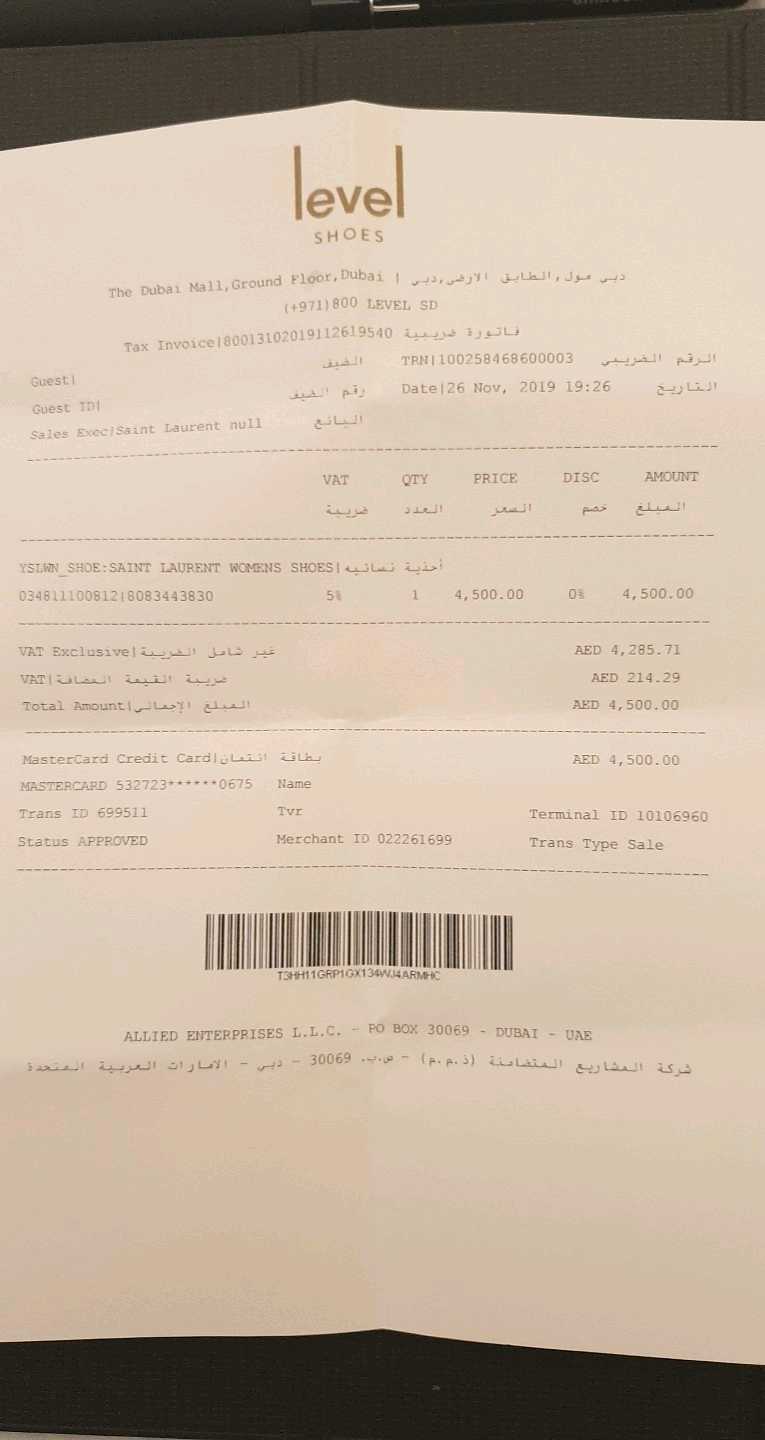 level
SHOES
The Dubai Mall,Ground Floor,Dubai | دبي مول,الطابق الارضي,دبي
(+971)800 LEVEL SD
Tax Invoice|80013102019112619540 فاتورة ضريبية
Guest| الضيف TRN|100258468600003 الرقم الضريبي
Guest ID| رقم الضيف Date|26 Nov, 2019 19:26 التاريخ
Sales Exec|Saint Laurent null البائع
VAT QTY PRICE DISC AMOUNT
ضريبة العدد السعر خصم المبلغ
YSLWN_SHOE:SAINT LAURENT WOMENS SHOES|أحذية نسائيه
034811100812|8083443830 5% 1 4,500.00 0% 4,500.00
VAT Exclusive|غير شامل الضريبة AED 4,285.71
VAT|ضريبة القيمة المضافة AED 214.29
Total Amount|المبلغ الإجمالي AED 4,500.00
MasterCard Credit Card|بطاقة ائتمان AED 4,500.00
MASTERCARD 532723******0675 Name
Trans ID 699511 Tvr Terminal ID 10106960
Status APPROVED Merchant ID 022261699 Trans Type Sale
T3HH11GRP1GX134WJ4ARMHC
ALLIED ENTERPRISES L.L.C. - PO BOX 30069 - DUBAI - UAE
شركة المشاريع المتضامنة (ذ.م.م) - ص.ب. 30069 - دبي - الامارات العربية المتحدة